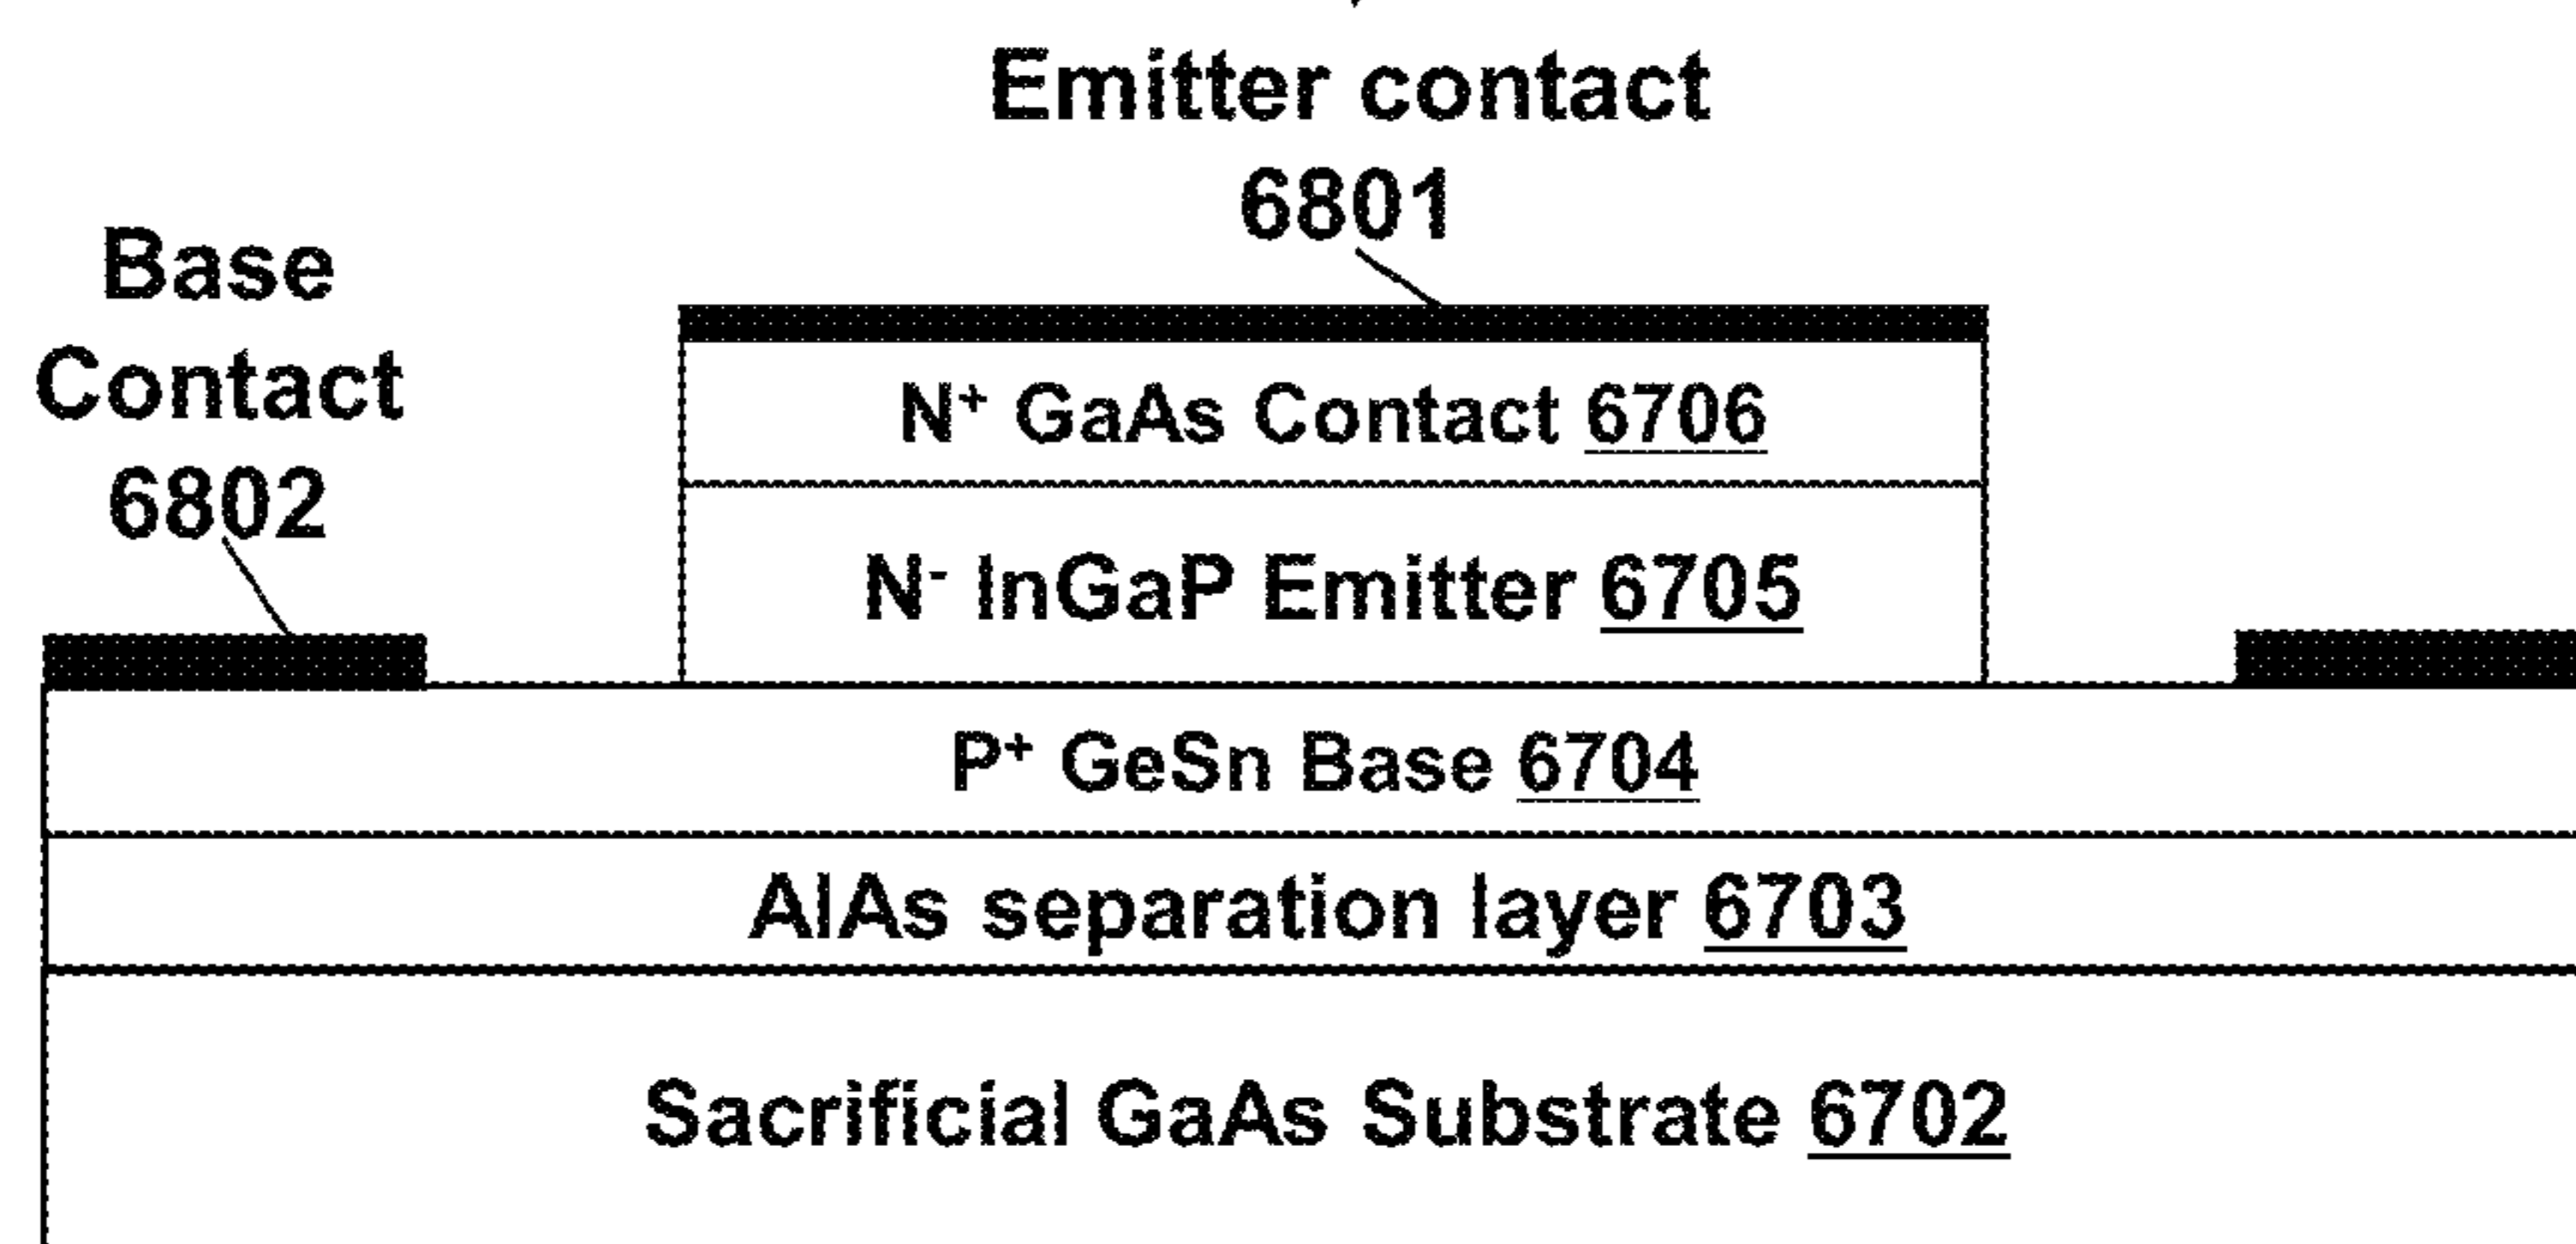 Emitter contact
6801
Base
Contact
6802
N⁺ GaAs Contact 6706
N⁻ InGaP Emitter 6705
P⁺ GeSn Base 6704
AlAs separation layer 6703
Sacrificial GaAs Substrate 6702